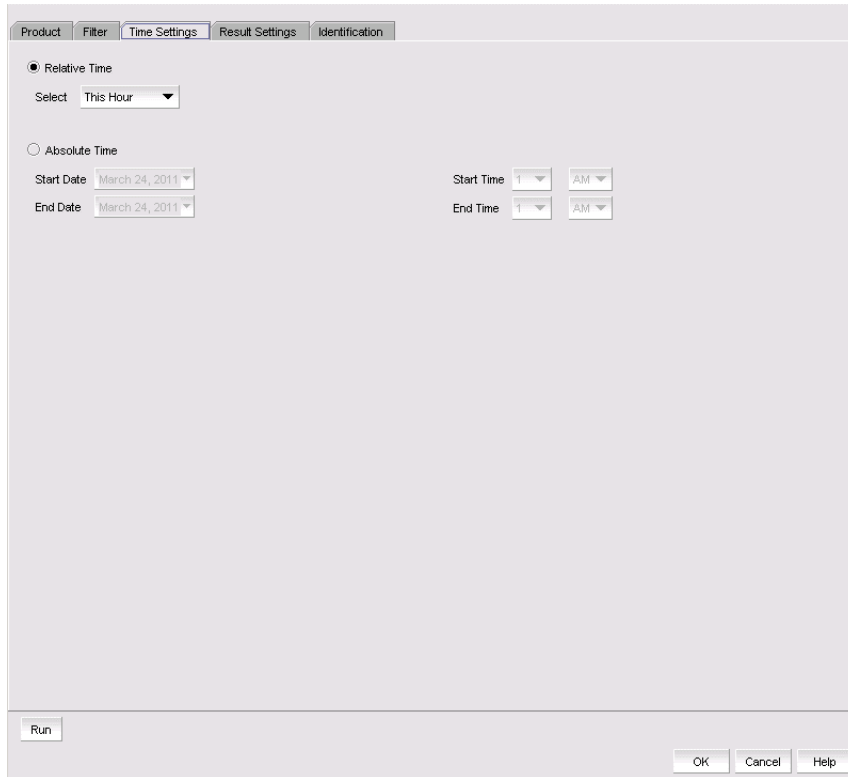 Product Filter Time Settings Result Settings Identification
Relative Time
Select This Hour
Absolute Time
Start Date March 24, 2011 Start Time 1 AM
End Date March 24, 2011 End Time 1 AM
Run
OK Cancel Help